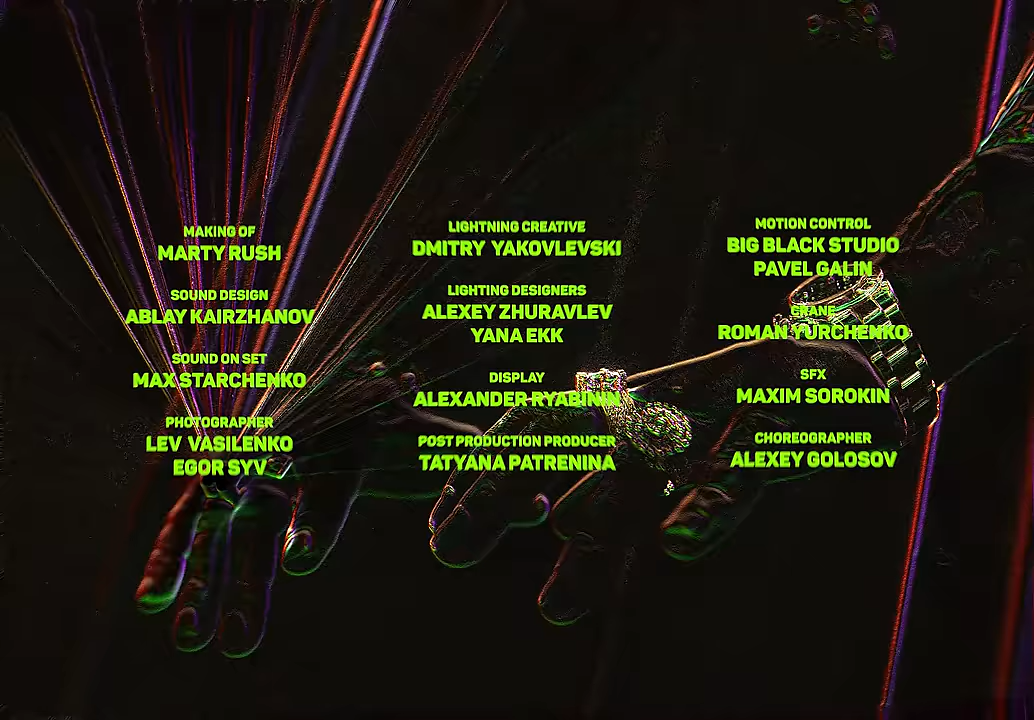 MAKING OF
MARTY RUSH
SOUND DESIGN
ABLAY KAIRZHANOV
SOUND ON SET
MAX STARCHENKO
PHOTOGRAPHER
LEV VASILENKO
EGOR SYV
LIGHTNING CREATIVE
DMITRY YAKOVLEVSKI
LIGHTING DESIGNERS
ALEXEY ZHURAVLEV
YANA EKK
DISPLAY
ALEXANDER RYABININ
POST PRODUCTION PRODUCER
TATYANA PATRENINA
MOTION CONTROL
BIG BLACK STUDIO
PAVEL GALIN
CRANE
ROMAN YURCHENKO
SFX
MAXIM SOROKIN
CHOREOGRAPHER
ALEXEY GOLOSOV